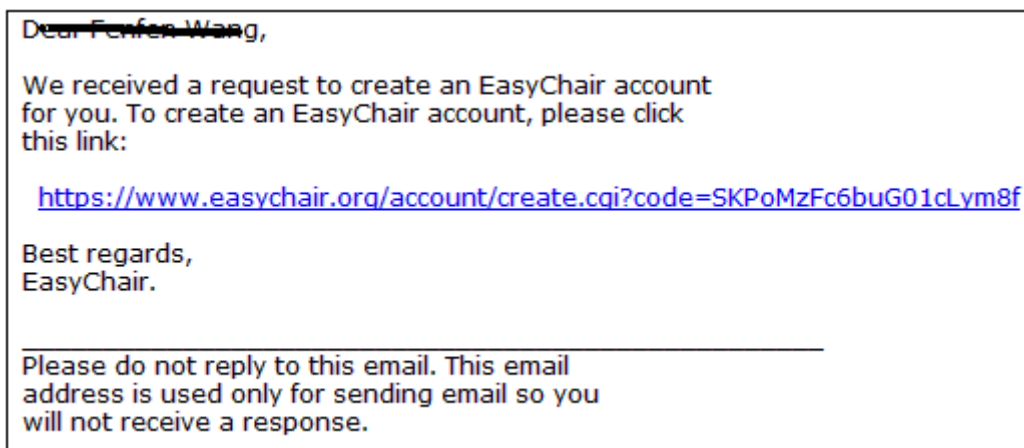 Dear
We received a request to create an EasyChair account
for you. To create an EasyChair account, please click
this link:
https://www.easychair.org/account/create.cgi?code=SKPoMzFc6buG01cLym8f
Best regards,
EasyChair.
Please do not reply to this email. This email
address is used only for sending email so you
will not receive a response.